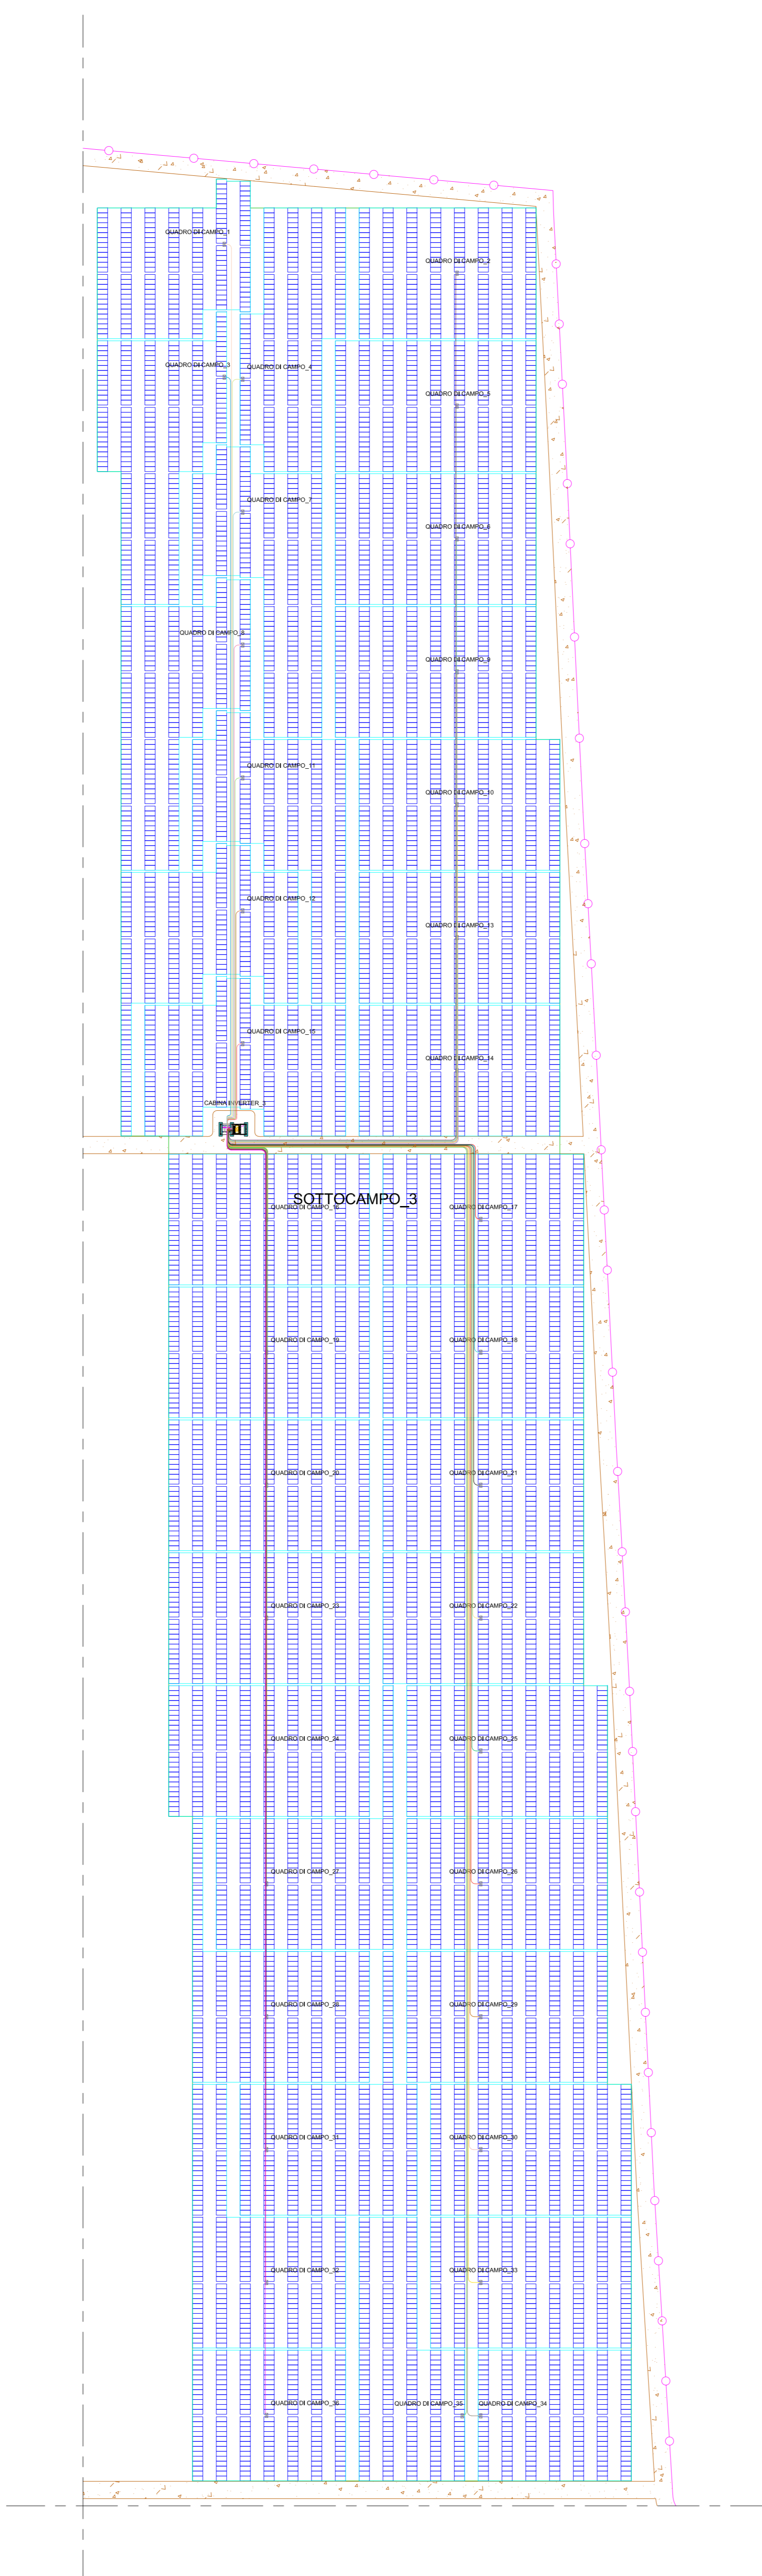 QUADRO DI CAMPO_1
QUADRO DI CAMPO_2
QUADRO DI CAMPO_3
QUADRO DI CAMPO_4
QUADRO DI CAMPO_5
QUADRO DI CAMPO_7
QUADRO DI CAMPO_6
QUADRO DI CAMPO_8
QUADRO DI CAMPO_9
QUADRO DI CAMPO_11
QUADRO DI CAMPO_10
QUADRO DI CAMPO_12
QUADRO DI CAMPO_13
QUADRO DI CAMPO_15
QUADRO DI CAMPO_14
CABINA INVERTER_3
SOTTOCAMPO_3
QUADRO DI CAMPO_16
QUADRO DI CAMPO_17
QUADRO DI CAMPO_19
QUADRO DI CAMPO_18
QUADRO DI CAMPO_20
QUADRO DI CAMPO_21
QUADRO DI CAMPO_23
QUADRO DI CAMPO_22
QUADRO DI CAMPO_24
QUADRO DI CAMPO_25
QUADRO DI CAMPO_27
QUADRO DI CAMPO_26
QUADRO DI CAMPO_28
QUADRO DI CAMPO_29
QUADRO DI CAMPO_31
QUADRO DI CAMPO_30
QUADRO DI CAMPO_32
QUADRO DI CAMPO_33
QUADRO DI CAMPO_36
QUADRO DI CAMPO_35
QUADRO DI CAMPO_34